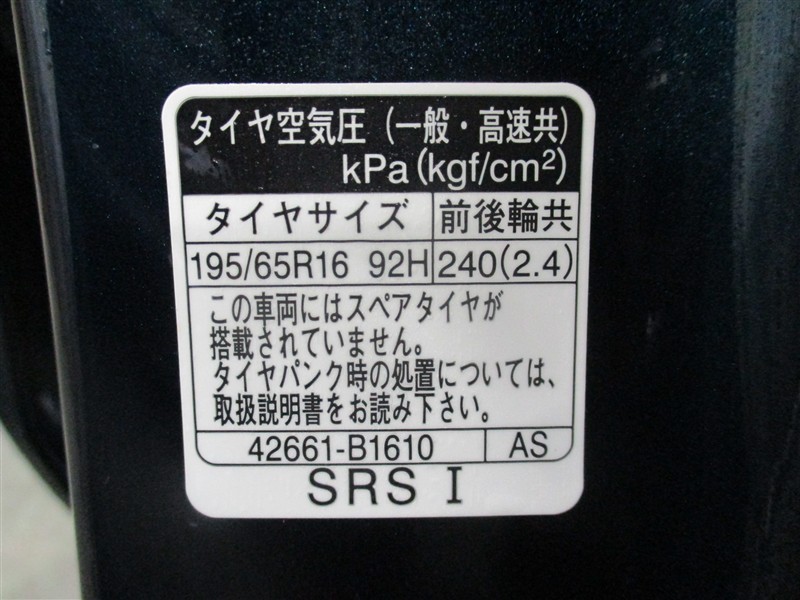 タイヤ空気圧（一般・高速共）
kPa(kgf/cm²)
タイヤサイズ 前後輪共
195/65R16 92H 240(2.4)
この車両にはスペアタイヤが
搭載されていません。
タイヤパンク時の処置については、
取扱説明書をお読み下さい。
42661-B1610 AS
SRS I